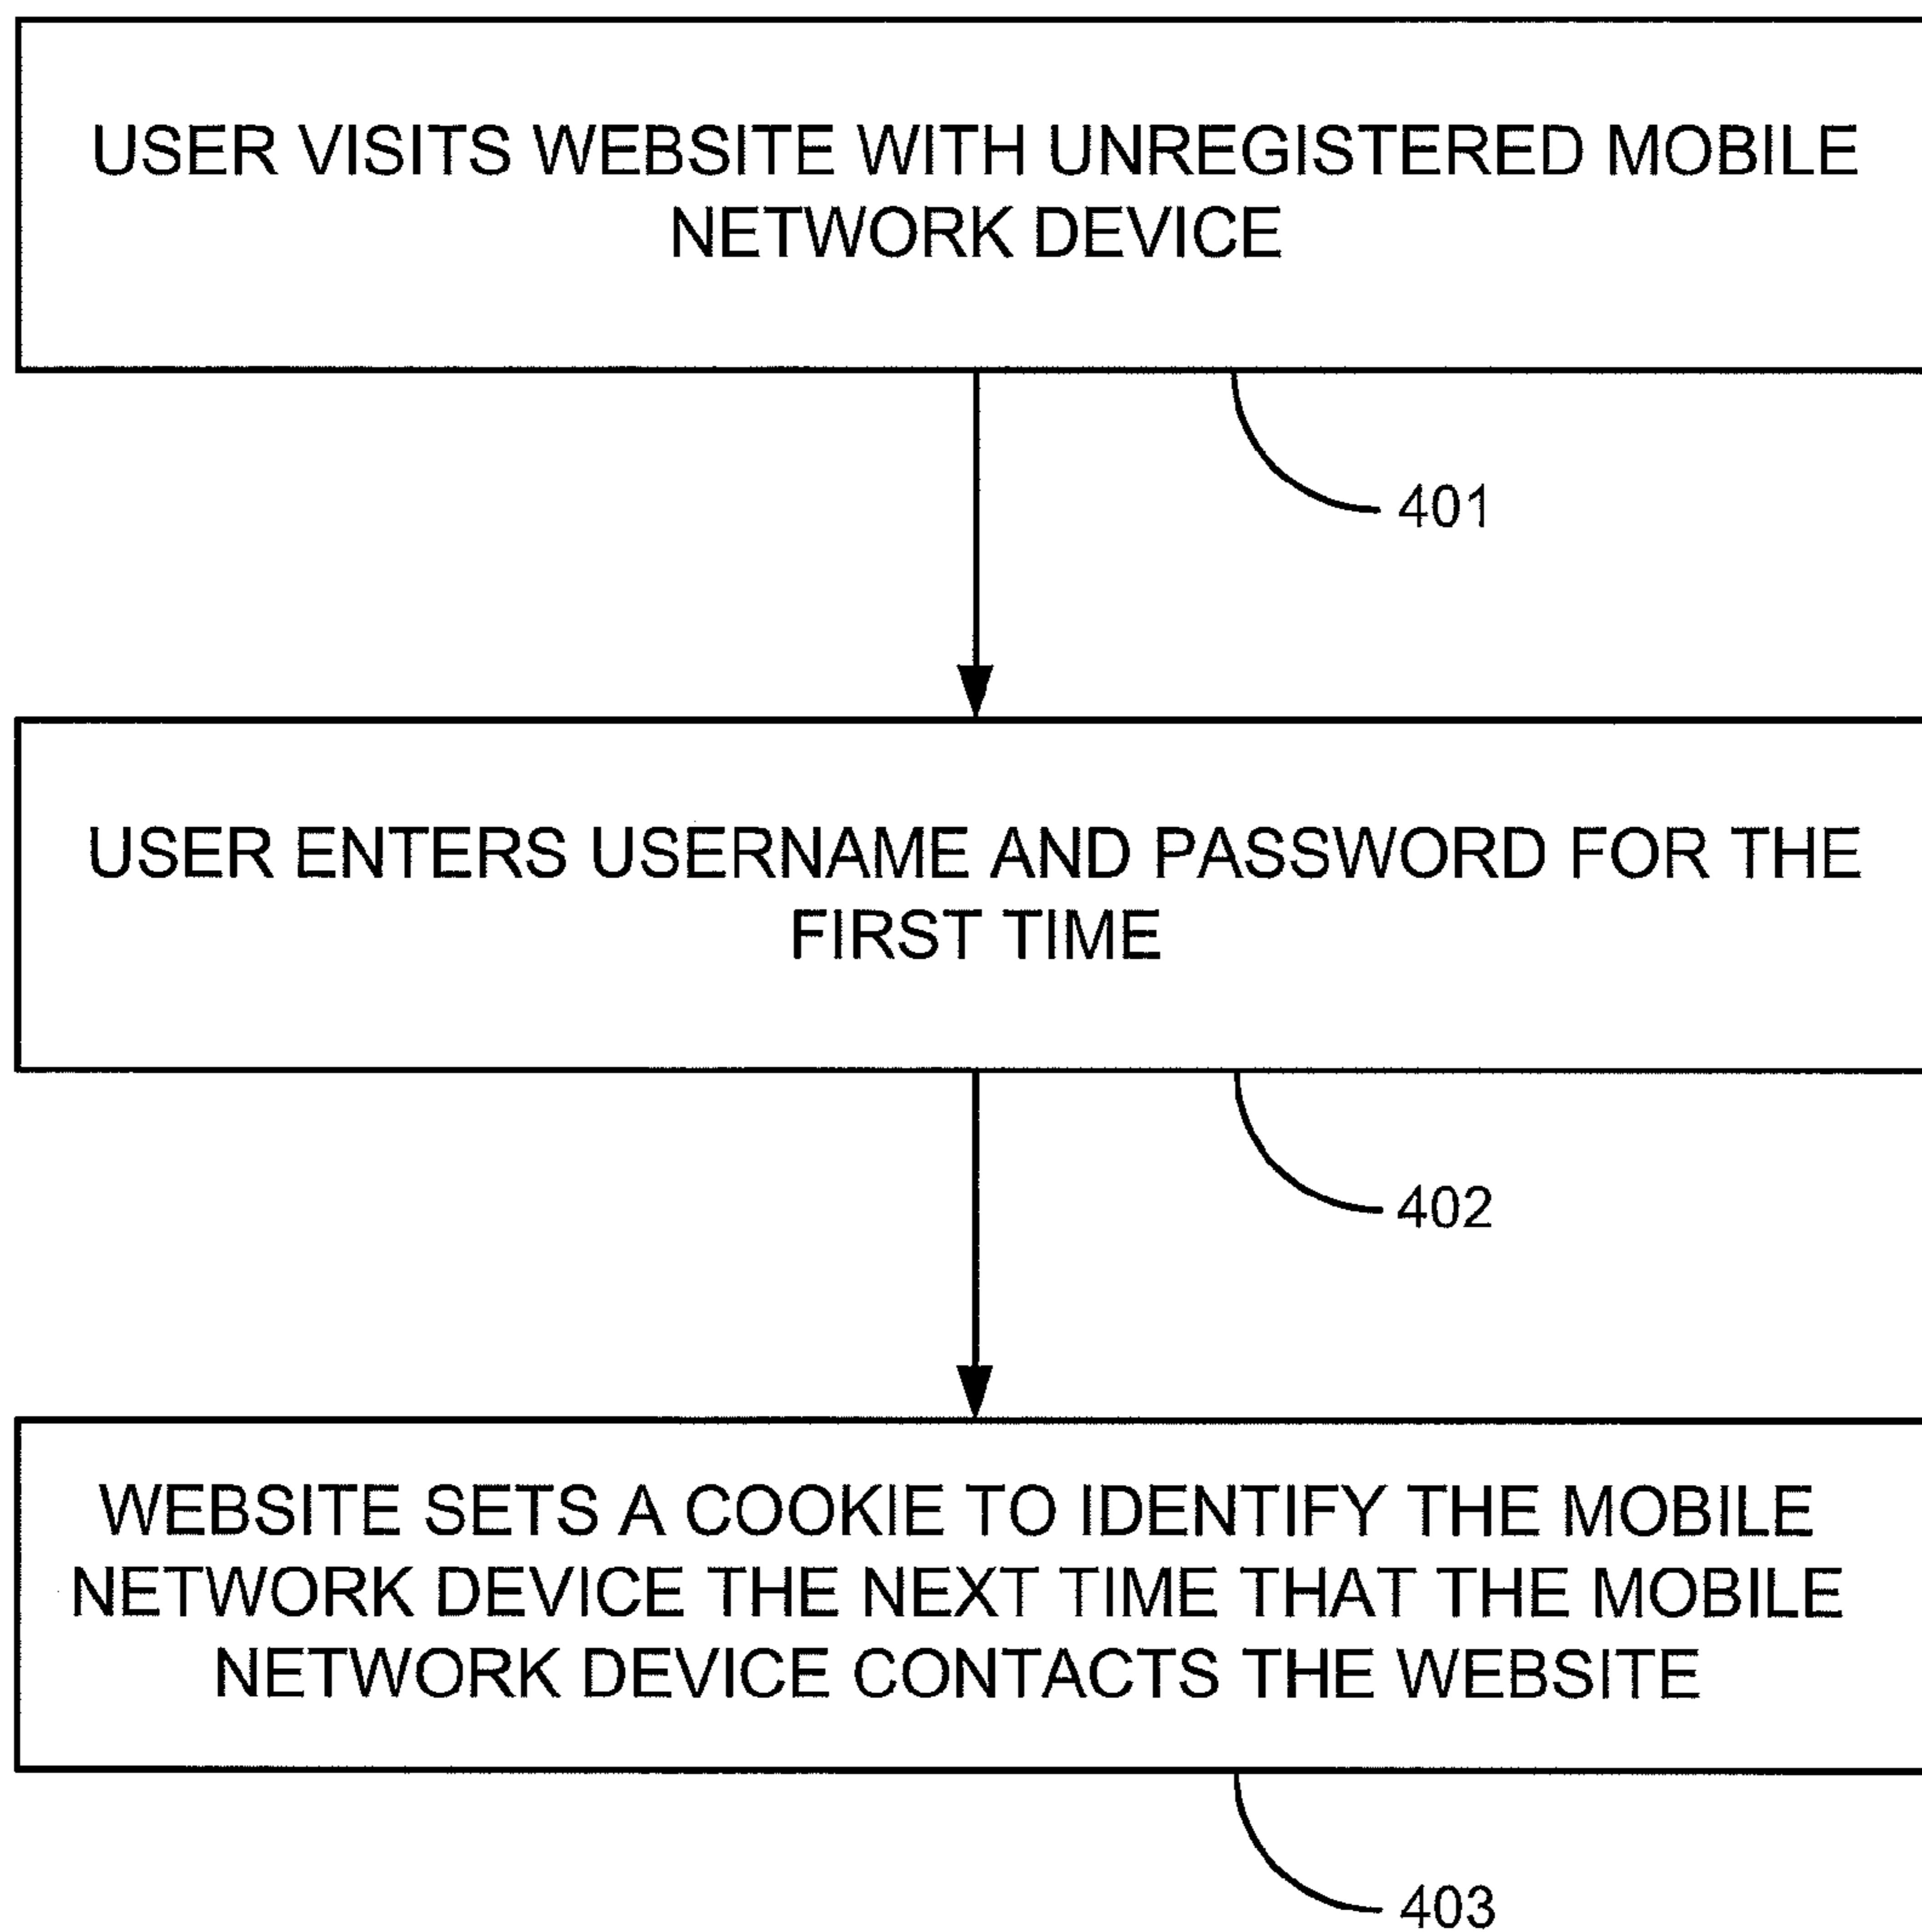 USER VISITS WEBSITE WITH UNREGISTERED MOBILE
NETWORK DEVICE
401
USER ENTERS USERNAME AND PASSWORD FOR THE
FIRST TIME
402
WEBSITE SETS A COOKIE TO IDENTIFY THE MOBILE
NETWORK DEVICE THE NEXT TIME THAT THE MOBILE
NETWORK DEVICE CONTACTS THE WEBSITE
403